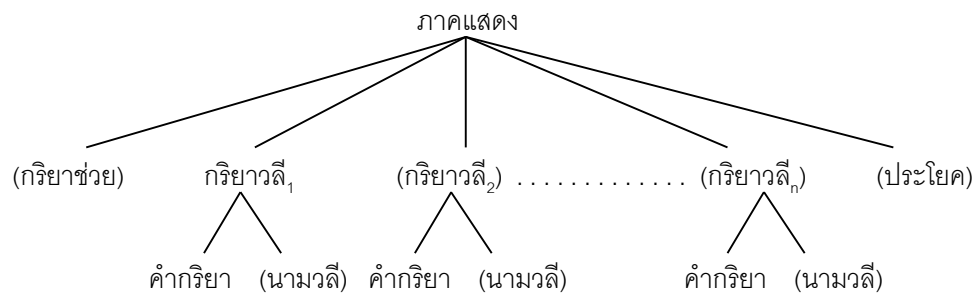 ภาคแสดง
(กริยาช่วย) กริยาวลี₁ (กริยาวลี₂) . . . . . . . . . . . . . (กริยาวลีₙ) (ประโยค)
คำกริยา (นามวลี) คำกริยา (นามวลี) คำกริยา (นามวลี)